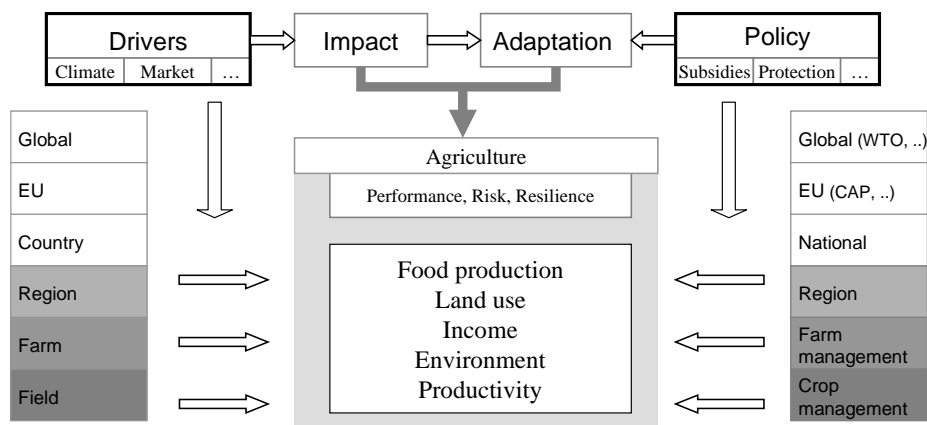 Drivers
Climate Market …
Impact
Adaptation
Policy
Subsidies Protection …
Global
EU
Country
Region
Farm
Field
Agriculture
Performance, Risk, Resilience
Food production
Land use
Income
Environment
Productivity
Global (WTO, ..)
EU (CAP, ..)
National
Region
Farm
management
Crop
management